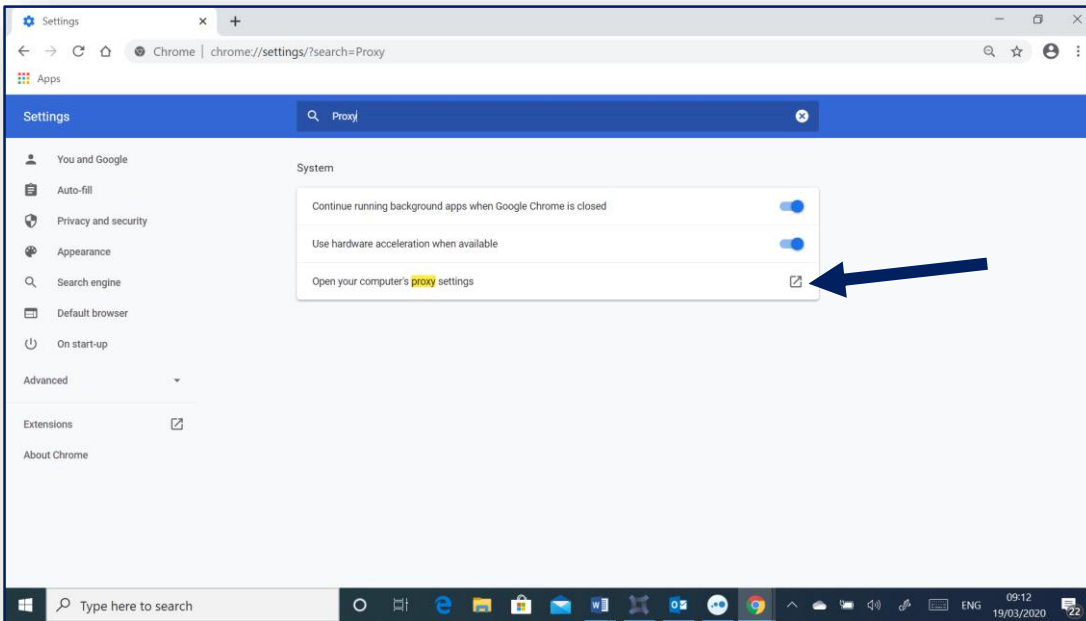 Settings
Chrome | chrome://settings/?search=Proxy
Apps
Settings
Proxy
You and Google
Auto-fill
Privacy and security
Appearance
Search engine
Default browser
On start-up
Advanced
Extensions
About Chrome
System
Continue running background apps when Google Chrome is closed
Use hardware acceleration when available
Open your computer's proxy settings
Type here to search
ENG
09:12
19/03/2020
22